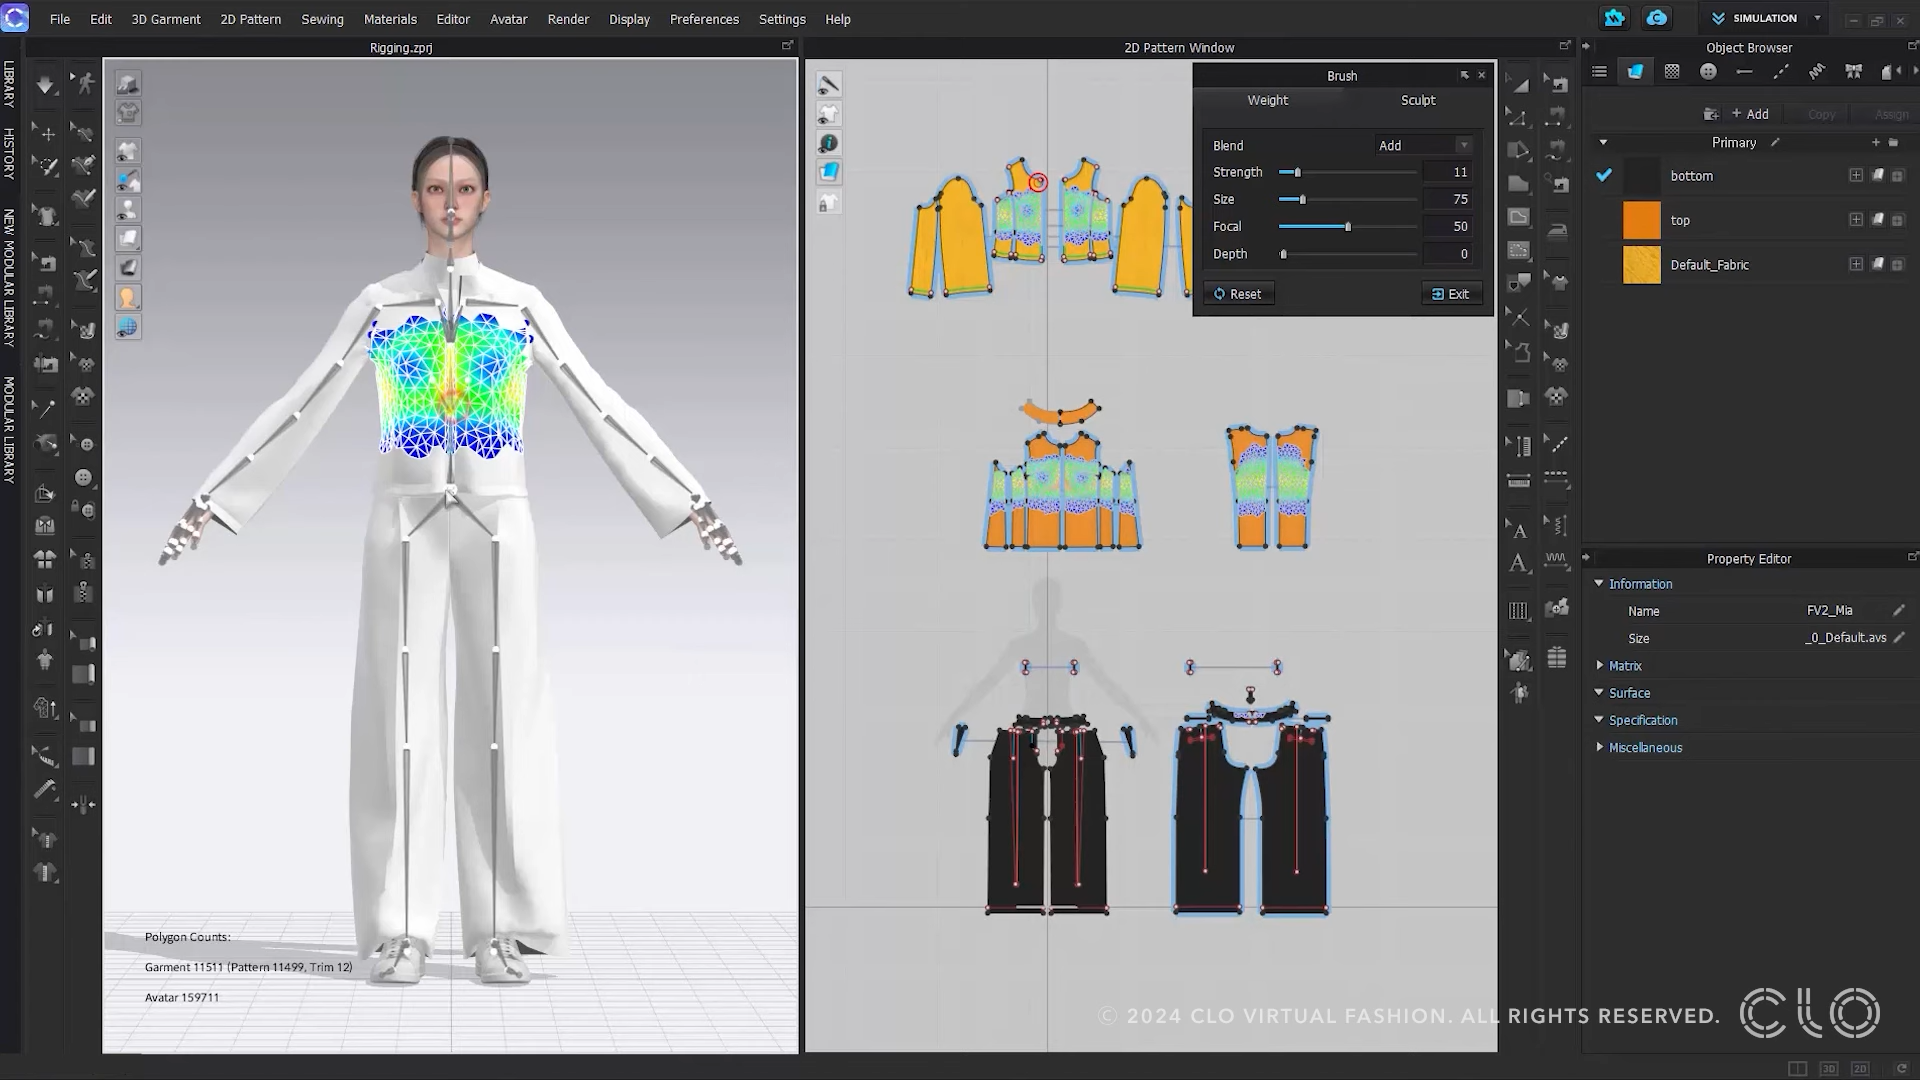 File Edit 3D Garment 2D Pattern Sewing Materials Editor Avatar Render Display Preferences Settings Help
SIMULATION
Rigging.zprj
2D Pattern Window
Object Browser
LIBRARY
HISTORY
NEW MODULAR LIBRARY
MODULAR LIBRARY
Brush
Weight Sculpt
Blend Add
Strength 11
Size 75
Focal 50
Depth 0
Reset Exit
+ Add Copy Assign
Primary
bottom
top
Default_Fabric
Property Editor
Information
Name FV2_Mia
Size _0_Default.avs
Matrix
Surface
Specification
Miscellaneous
Polygon Counts:
Garment 11511 (Pattern 11499, Trim 12)
Avatar 159711
© 2024 CLO VIRTUAL FASHION. ALL RIGHTS RESERVED.
CLO
3D 2D